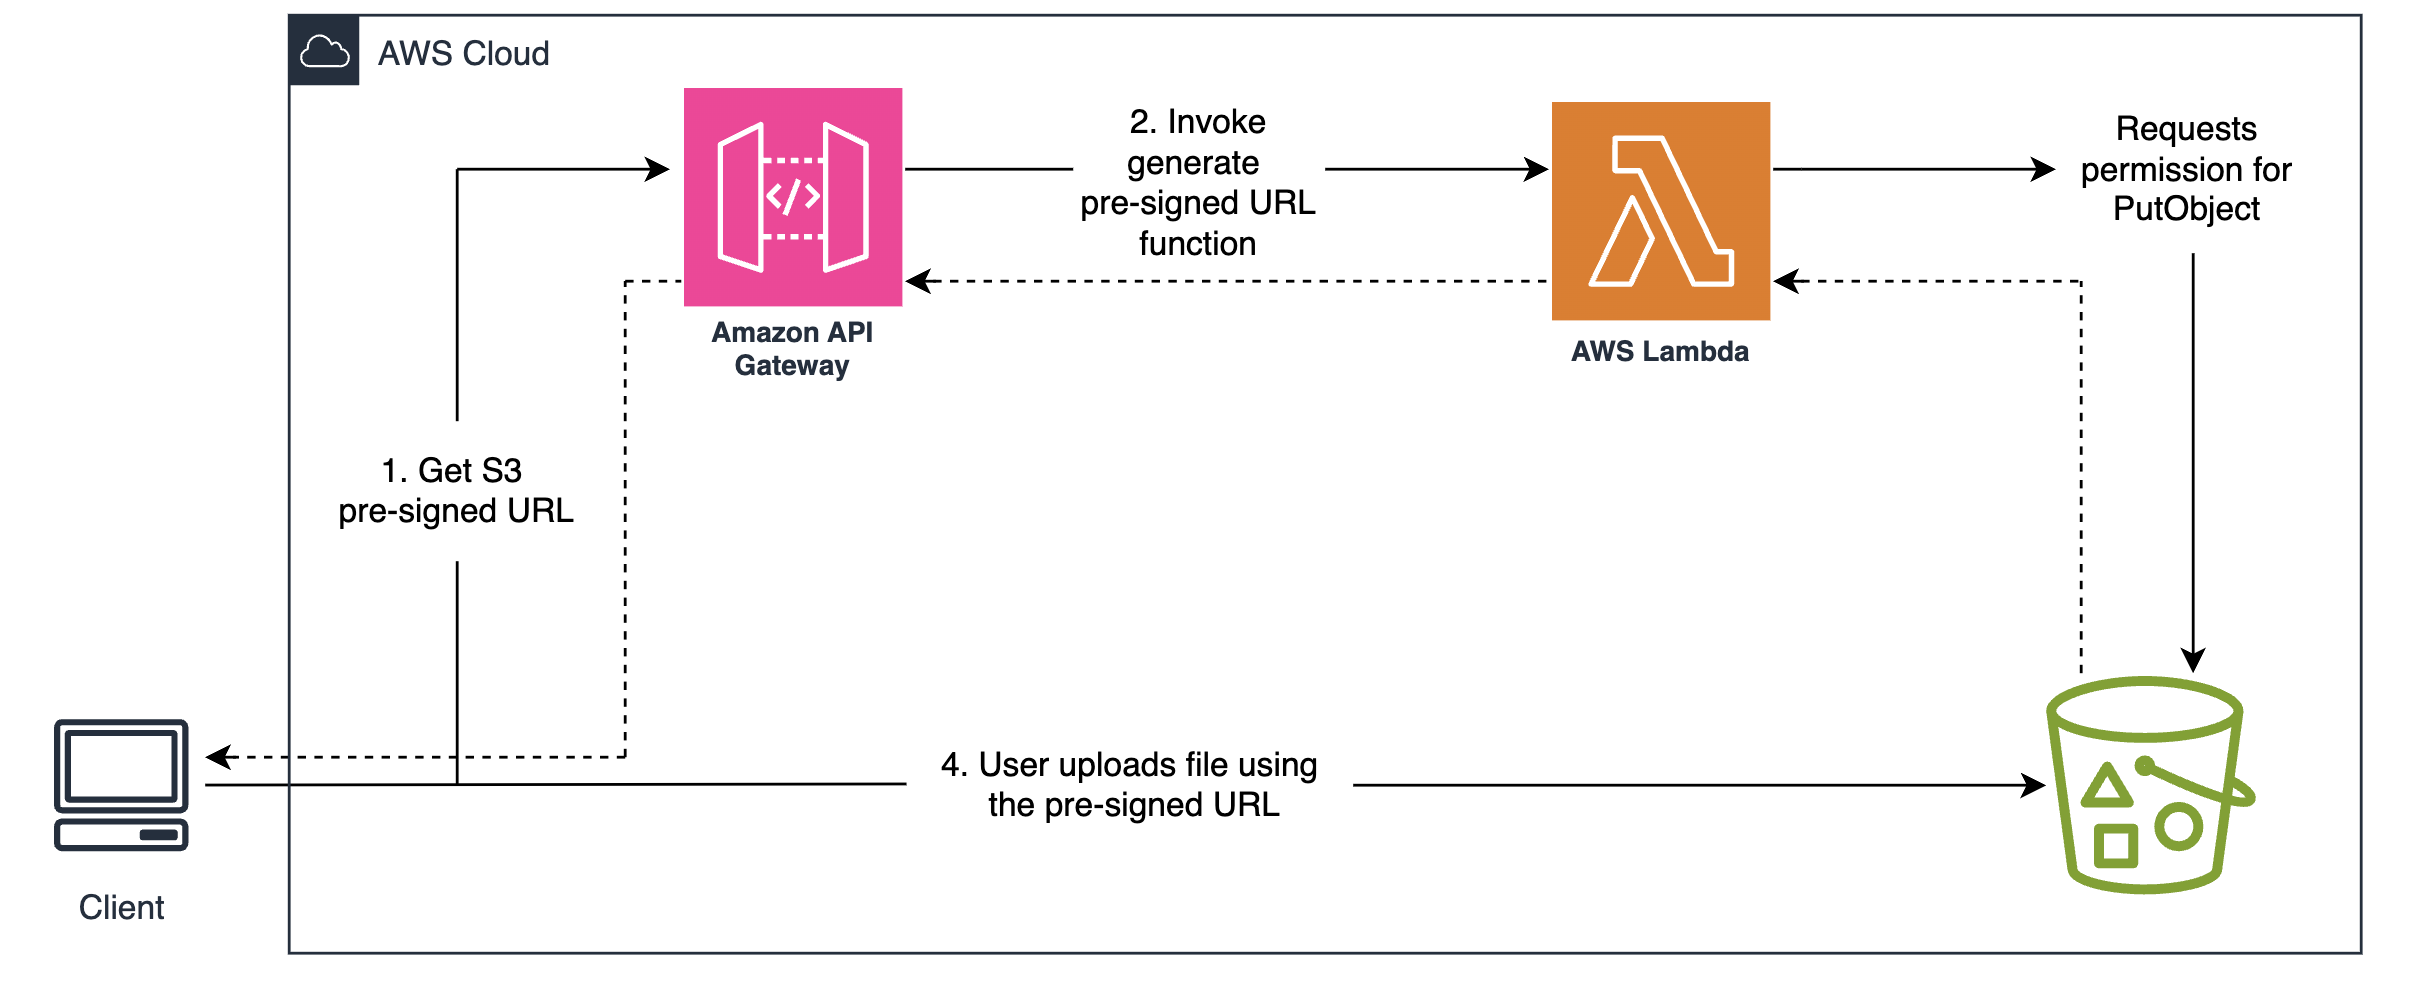 AWS Cloud
2. Invoke
generate
pre-signed URL
function
Requests
permission for
PutObject
Amazon API
Gateway
AWS Lambda
1. Get S3
pre-signed URL
4. User uploads file using
the pre-signed URL
Client